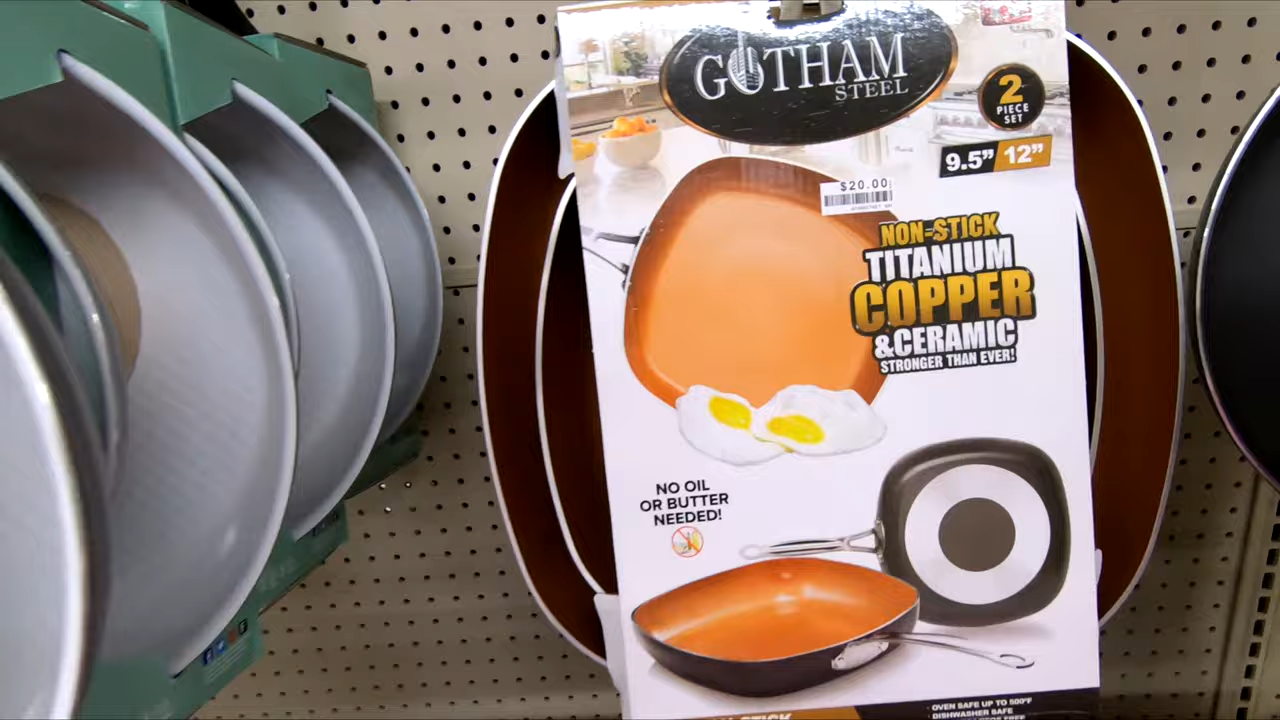 GOTHAM
STEEL
2
PIECE
SET
9.5” 12”
$20.00
NON-STICK
TITANIUM
COPPER
&CERAMIC
STRONGER THAN EVER!
NO OIL
OR BUTTER
NEEDED!
OVEN SAFE UP TO 500°F
DISHWASHER SAFE